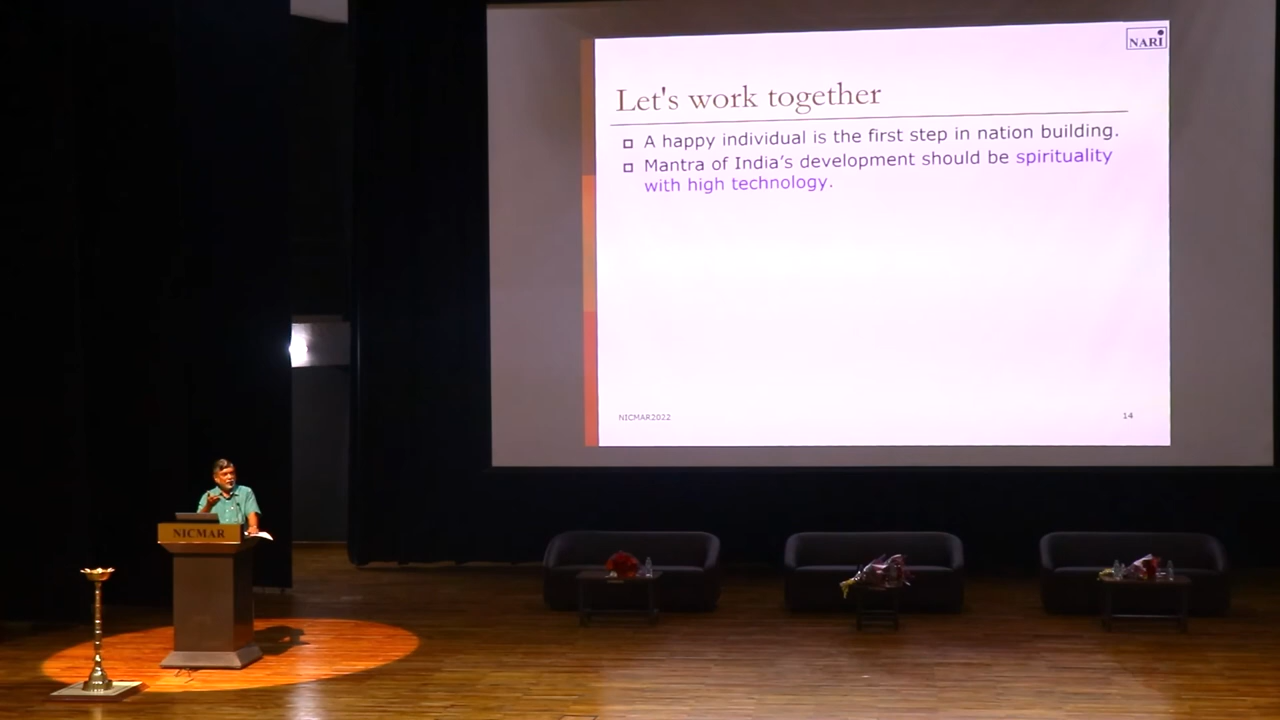 NARI
Let's work together
A happy individual is the first step in nation building.
Mantra of India's development should be spirituality
with high technology.
NICMAR2022
14
NICMAR